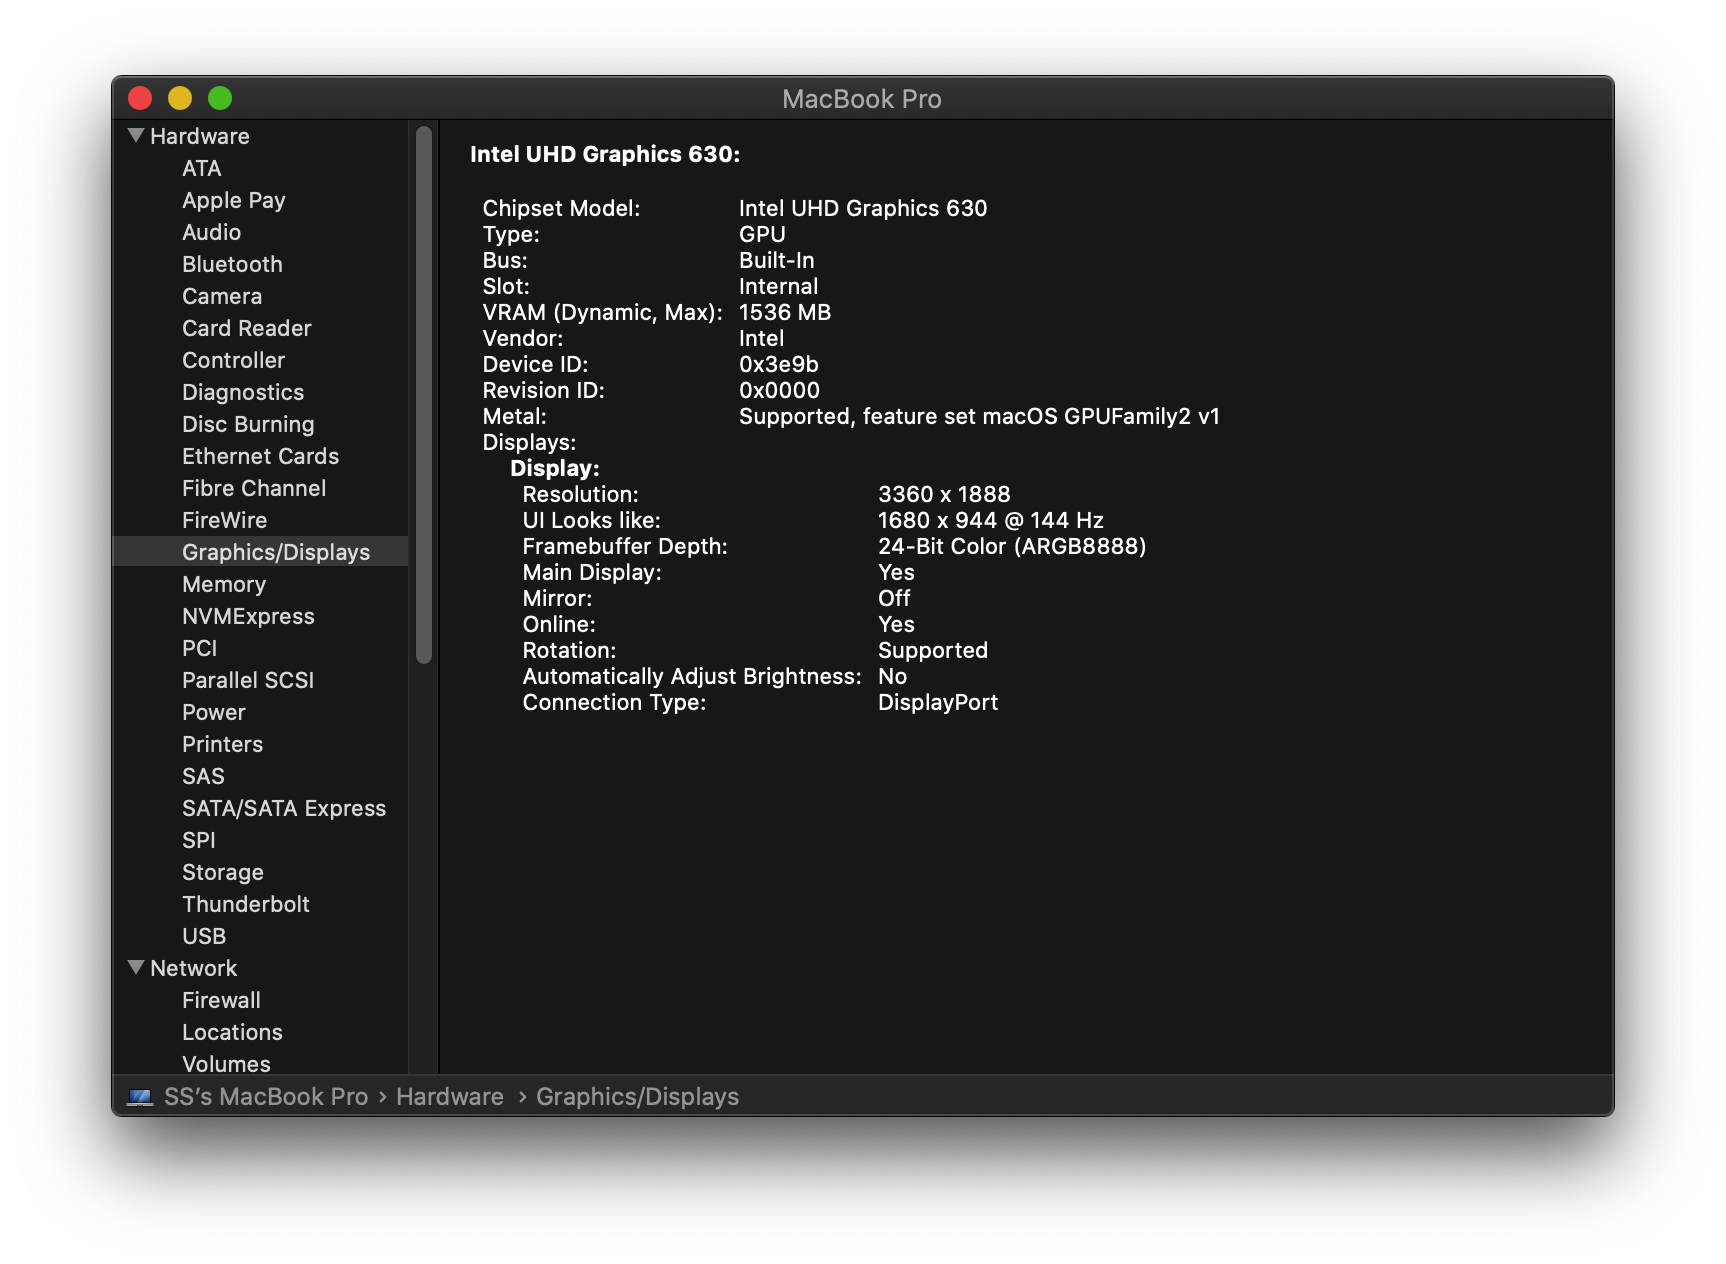 MacBook Pro
Hardware
ATA
Apple Pay
Audio
Bluetooth
Camera
Card Reader
Controller
Diagnostics
Disc Burning
Ethernet Cards
Fibre Channel
FireWire
Graphics/Displays
Memory
NVMExpress
PCI
Parallel SCSI
Power
Printers
SAS
SATA/SATA Express
SPI
Storage
Thunderbolt
USB
Network
Firewall
Locations
Volumes
Intel UHD Graphics 630:
Chipset Model: Intel UHD Graphics 630
Type: GPU
Bus: Built-In
Slot: Internal
VRAM (Dynamic, Max): 1536 MB
Vendor: Intel
Device ID: 0x3e9b
Revision ID: 0x0000
Metal: Supported, feature set macOS GPUFamily2 v1
Displays:
Display:
Resolution: 3360 x 1888
UI Looks like: 1680 x 944 @ 144 Hz
Framebuffer Depth: 24-Bit Color (ARGB8888)
Main Display: Yes
Mirror: Off
Online: Yes
Rotation: Supported
Automatically Adjust Brightness: No
Connection Type: DisplayPort
SS’s MacBook Pro › Hardware › Graphics/Displays